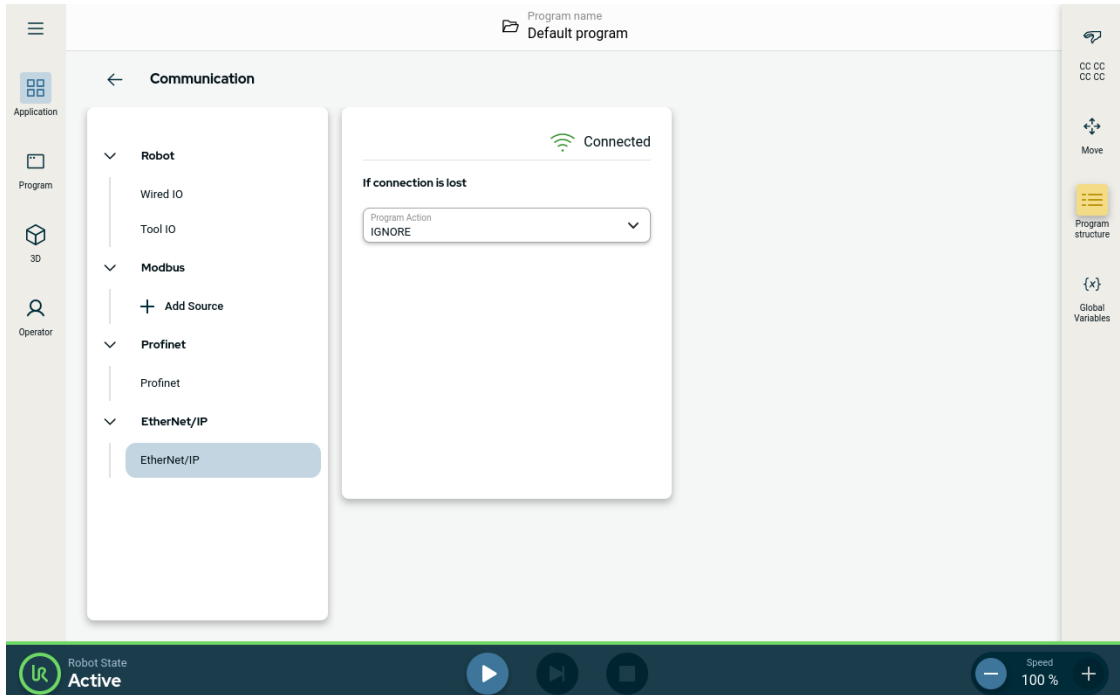 Program name
Default program
Communication
Application
Program
3D
Operator
Robot
Wired IO
Tool IO
Modbus
Add Source
Profinet
Profinet
EtherNet/IP
EtherNet/IP
Connected
If connection is lost
Program Action
IGNORE
CC CC
CC CC
Move
Program
structure
{x}
Global
Variables
UR
Robot State
Active
Speed
100 %